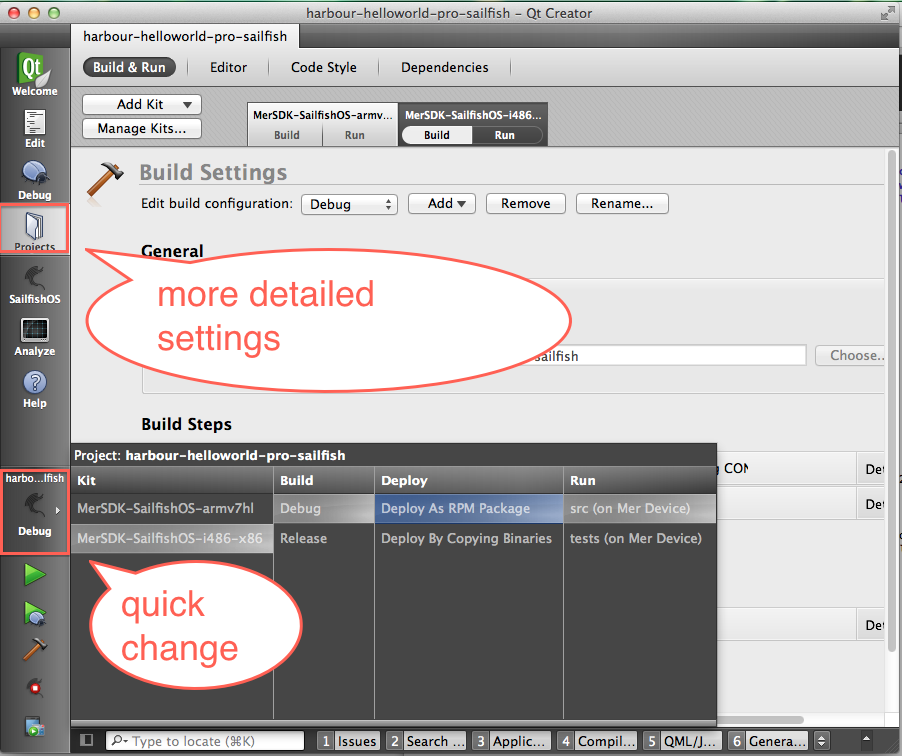 harbour-helloworld-pro-sailfish – Qt Creator
harbour-helloworld-pro-sailfish
Build & Run
Editor
Code Style
Dependencies
Qt
Welcome
Edit
Debug
Projects
SailfishOS
Analyze
?
Help
Add Kit
Manage Kits...
MerSDK-SailfishOS-armv...
Build Run
MerSDK-SailfishOS-i486...
Build Run
Build Settings
Edit build configuration: Debug Add Remove Rename...
General
more detailed
settings
sailfish
Choose..
Build Steps
CON
De
De
De
harbo...lfish
Debug
Project: harbour-helloworld-pro-sailfish
Kit Build Deploy Run
MerSDK-SailfishOS-armv7hl Debug Deploy As RPM Package src (on Mer Device)
MerSDK-SailfishOS-i486-x86 Release Deploy By Copying Binaries tests (on Mer Device)
quick
change
Type to locate (⌘K)
1 Issues 2 Search ... 3 Applic... 4 Compil... 5 QML/J... 6 Genera...